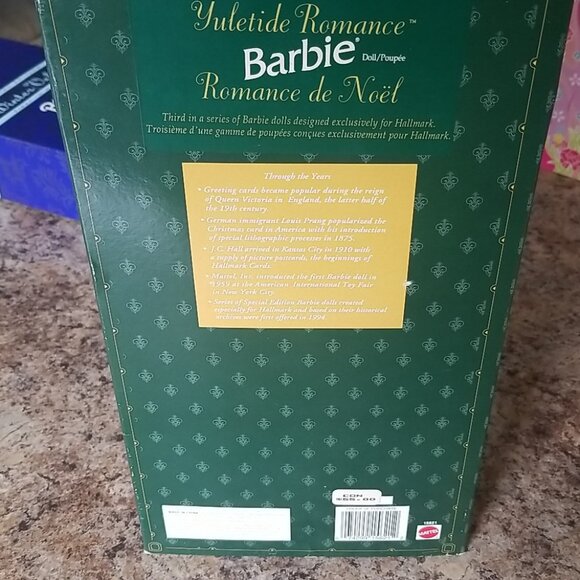 Yuletide Romance™
Barbie® Doll/Poupée
Romance de Noël
Third in a series of Barbie dolls designed exclusively for Hallmark.
Troisième d'une gamme de poupées conçues exclusivement pour Hallmark.
Through the Years
• Greeting cards became popular during the reign
of Queen Victoria in England, the latter half of
the 19th century.
• German immigrant Louis Prang popularized the
Christmas card in America with his introduction
of special lithographic processes in 1875.
• J.C. Hall arrived in Kansas City in 1910 with
a supply of picture postcards, the beginnings of
Hallmark Cards.
• Mattel, Inc. introduced the first Barbie doll in
1959 at the American International Toy Fair
in New York City.
• Series of Special Edition Barbie dolls created
especially for Hallmark and based on their historical
archives were first offered in 1994.
CDN
$55.00
15621
MATTEL
Winter